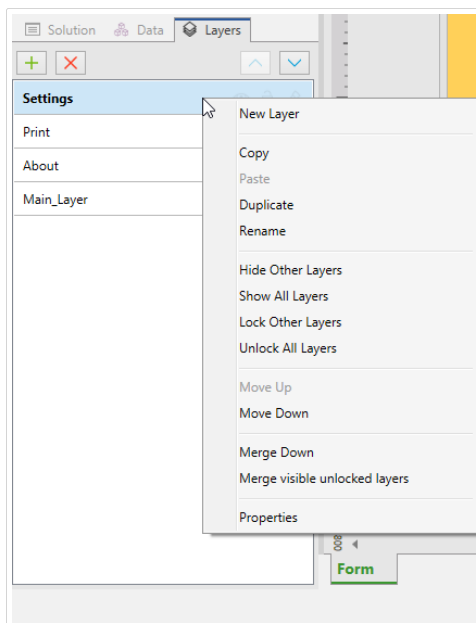 Solution Data Layers
Settings
Print
About
Main_Layer
New Layer
Copy
Paste
Duplicate
Rename
Hide Other Layers
Show All Layers
Lock Other Layers
Unlock All Layers
Move Up
Move Down
Merge Down
Merge visible unlocked layers
Properties
800
Form